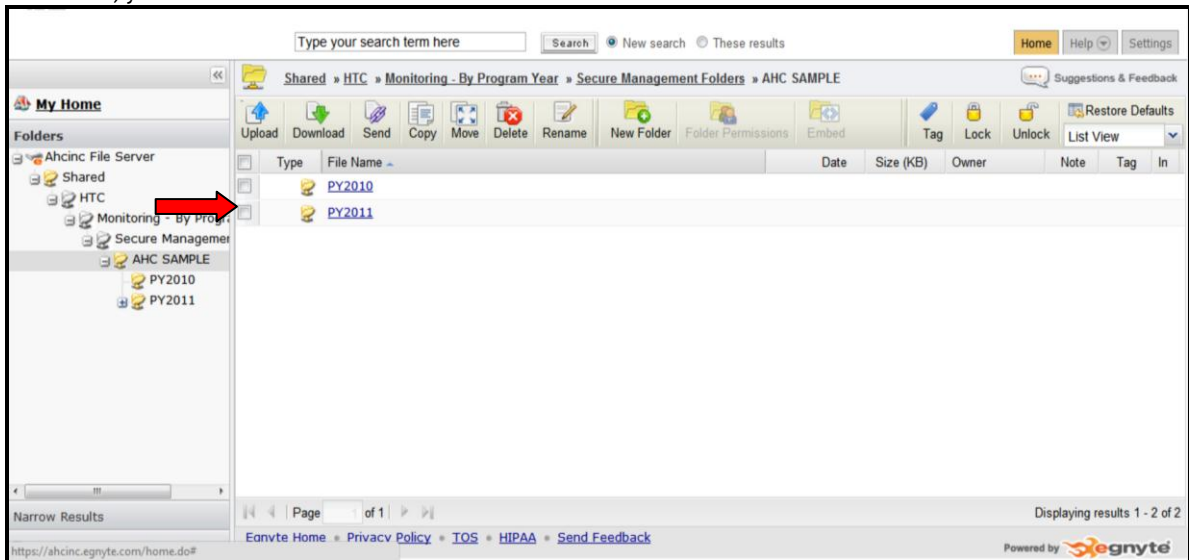 Type your search term here Search New search These results Home Help Settings
Shared » HTC » Monitoring - By Program Year » Secure Management Folders » AHC SAMPLE Suggestions & Feedback
My Home
Upload Download Send Copy Move Delete Rename New Folder Folder Permissions Embed Tag Lock Unlock Restore Defaults
List View
Folders
Type File Name Date Size (KB) Owner Note Tag In
Ahcinc File Server
Shared
HTC
Monitoring - By Progra
Secure Managemen
AHC SAMPLE
PY2010
PY2011
PY2010
PY2011
Narrow Results
Page 1 of 1 Displaying results 1 - 2 of 2
Egnyte Home Privacy Policy TOS HIPAA Send Feedback
https://ahcinc.egnyte.com/home.do#
Powered by egnyte